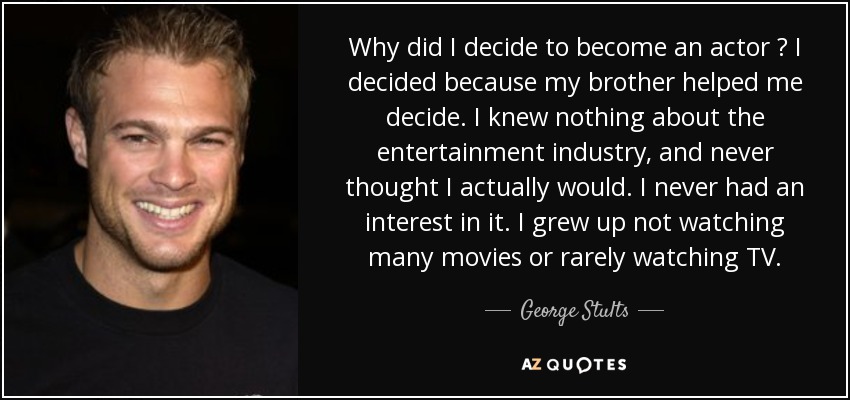 Why did I decide to become an actor ? I
decided because my brother helped me
decide. I knew nothing about the
entertainment industry, and never
thought I actually would. I never had an
interest in it. I grew up not watching
many movies or rarely watching TV.
George Stults
AZ QUOTES